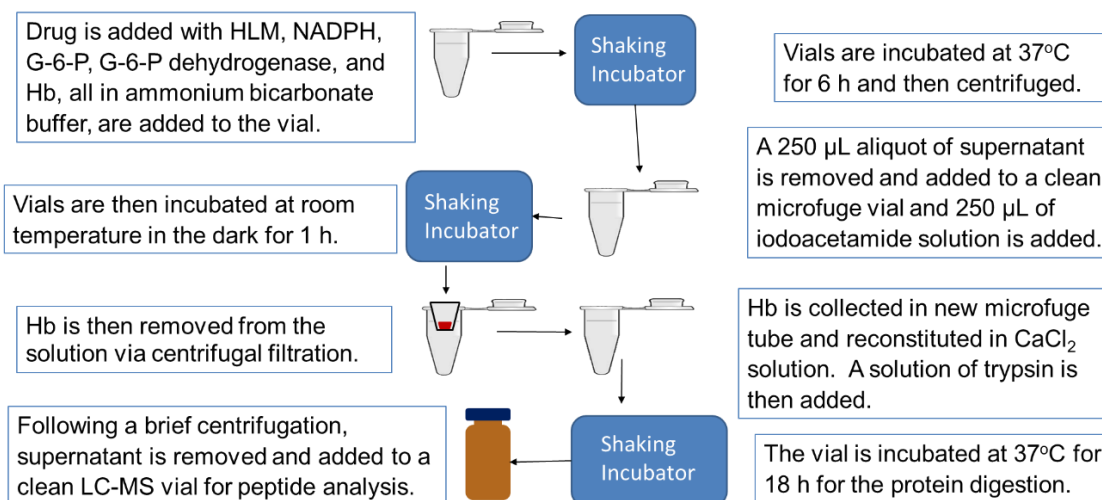 Drug is added with HLM, NADPH,
G-6-P, G-6-P dehydrogenase, and
Hb, all in ammonium bicarbonate
buffer, are added to the vial.
Shaking
Incubator
Vials are incubated at 37oC
for 6 h and then centrifuged.
A 250 µL aliquot of supernatant
is removed and added to a clean
microfuge vial and 250 µL of
iodoacetamide solution is added.
Shaking
Incubator
Vials are then incubated at room
temperature in the dark for 1 h.
Hb is then removed from the
solution via centrifugal filtration.
Hb is collected in new microfuge
tube and reconstituted in CaCl2
solution. A solution of trypsin is
then added.
Shaking
Incubator
The vial is incubated at 37oC for
18 h for the protein digestion.
Following a brief centrifugation,
supernatant is removed and added to a
clean LC-MS vial for peptide analysis.